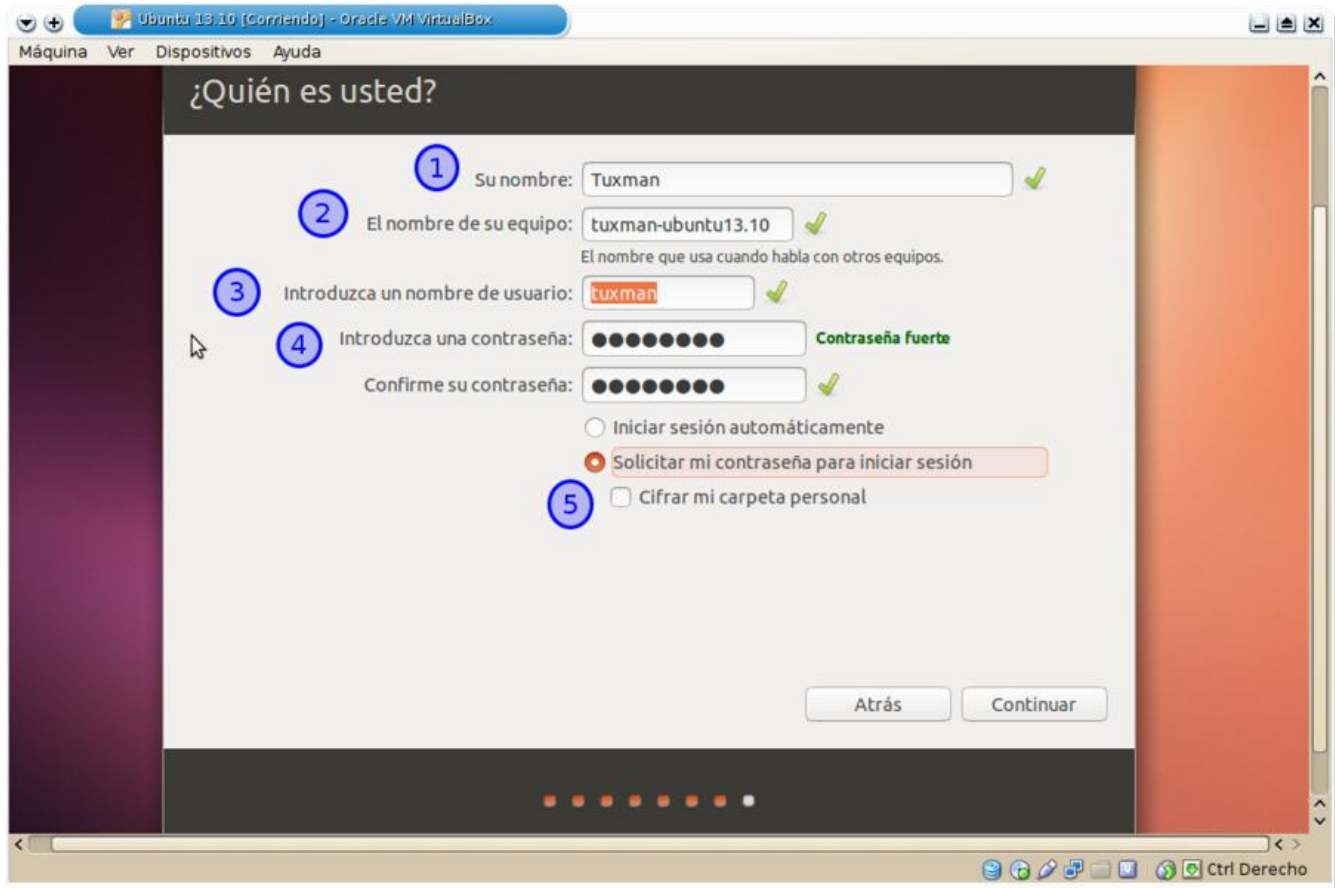 Ubuntu 13.10 [Corriendo] - Oracle VM VirtualBox
Máquina Ver Dispositivos Ayuda
¿Quién es usted?
1 Su nombre: Tuxman
2 El nombre de su equipo: tuxman-ubuntu13.10
El nombre que usa cuando habla con otros equipos.
3 Introduzca un nombre de usuario: tuxman
4 Introduzca una contraseña: ●●●●●●●● Contraseña fuerte
Confirme su contraseña: ●●●●●●●●
Iniciar sesión automáticamente
Solicitar mi contraseña para iniciar sesión
5 Cifrar mi carpeta personal
Atrás Continuar
Ctrl Derecho